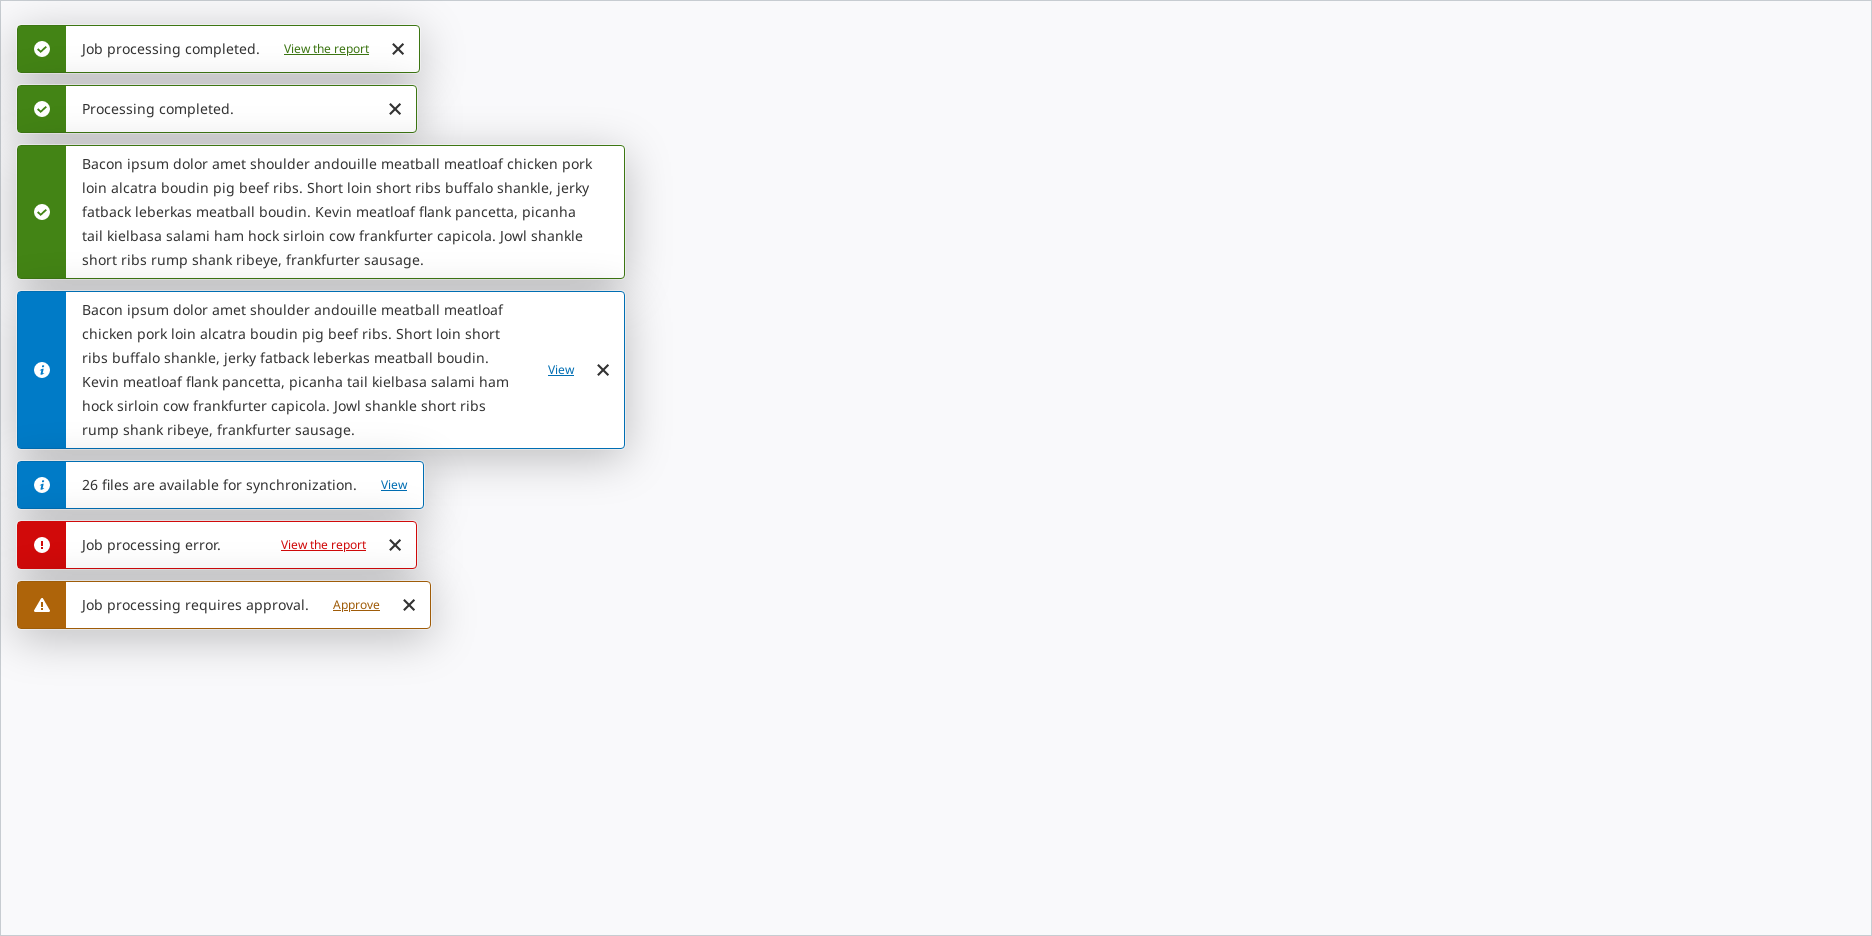 Job processing completed. View the report
Processing completed.
Bacon ipsum dolor amet shoulder andouille meatball meatloaf chicken pork
loin alcatra boudin pig beef ribs. Short loin short ribs buffalo shankle, jerky
fatback leberkas meatball boudin. Kevin meatloaf flank pancetta, picanha
tail kielbasa salami ham hock sirloin cow frankfurter capicola. Jowl shankle
short ribs rump shank ribeye, frankfurter sausage.
Bacon ipsum dolor amet shoulder andouille meatball meatloaf
chicken pork loin alcatra boudin pig beef ribs. Short loin short
ribs buffalo shankle, jerky fatback leberkas meatball boudin.
Kevin meatloaf flank pancetta, picanha tail kielbasa salami ham
hock sirloin cow frankfurter capicola. Jowl shankle short ribs
rump shank ribeye, frankfurter sausage.
View
26 files are available for synchronization. View
Job processing error. View the report
Job processing requires approval. Approve